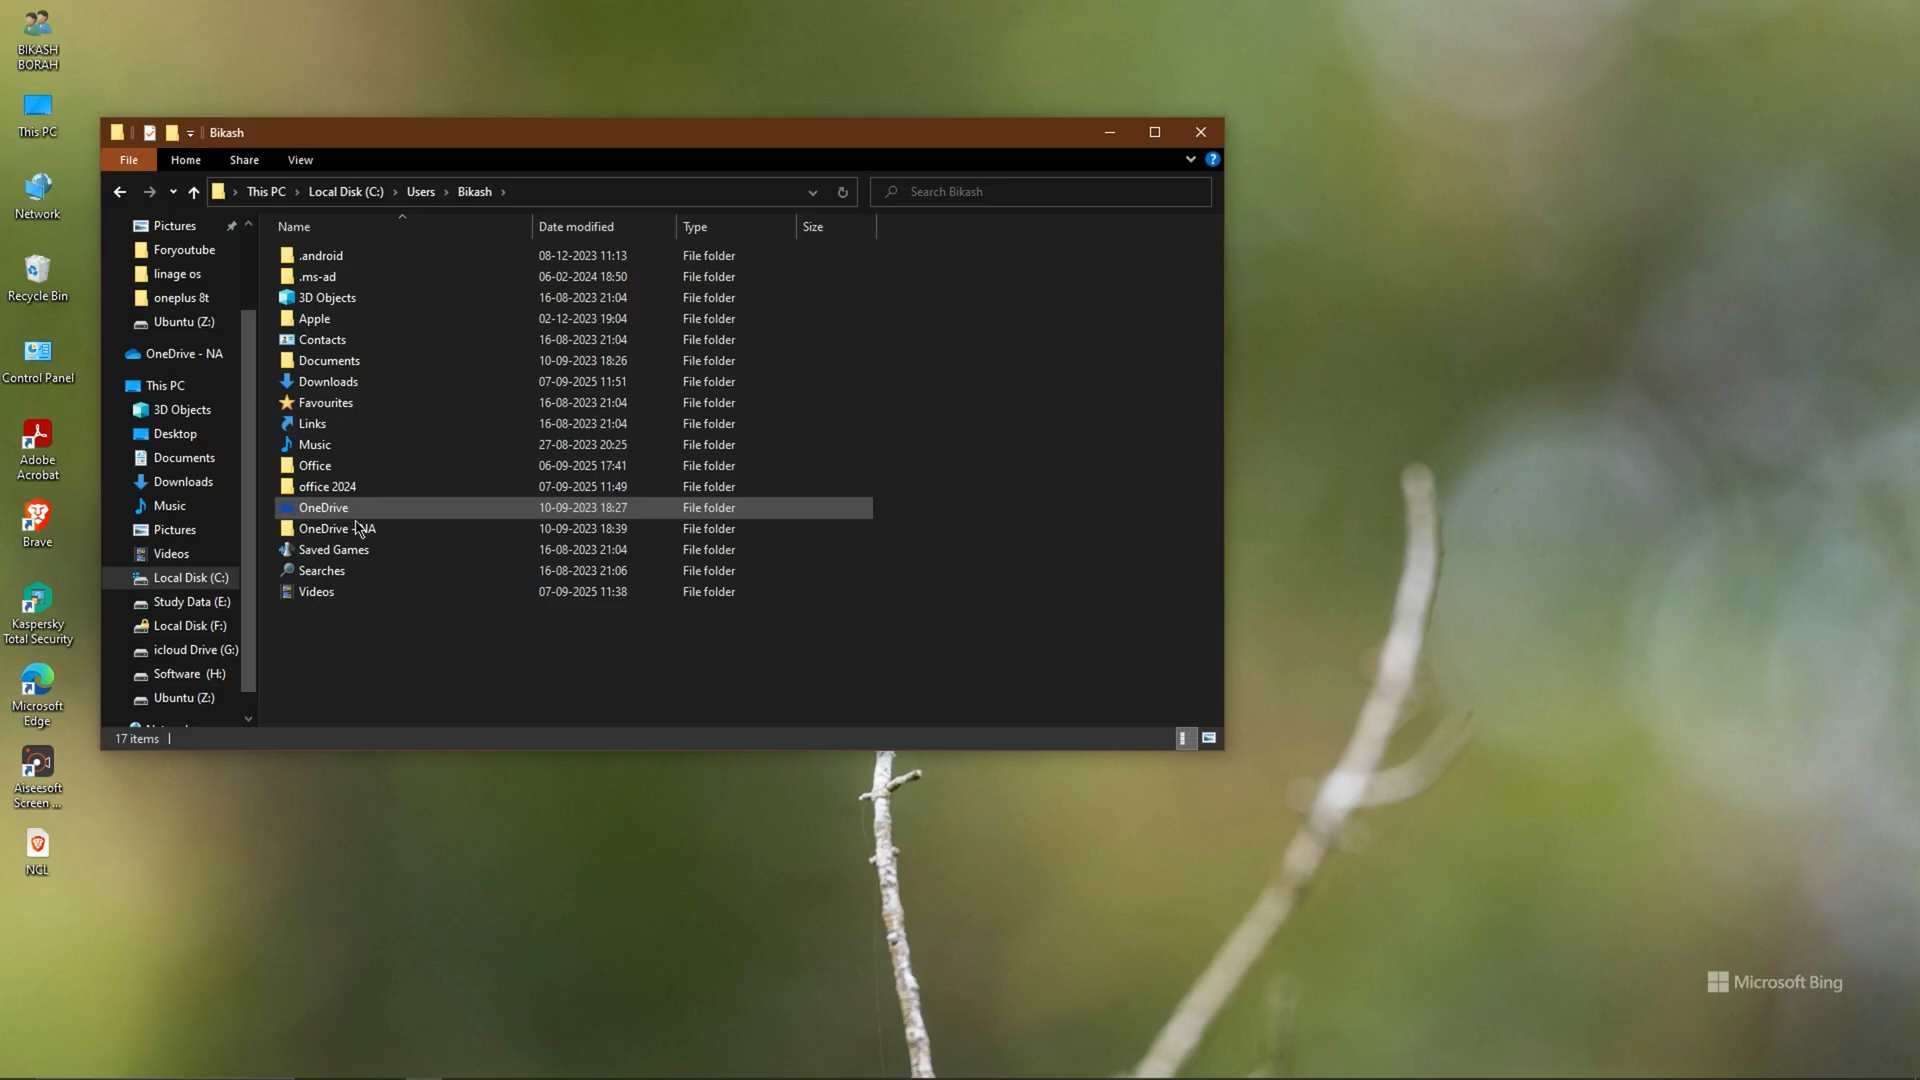 BIKASH
BORAH
This PC
Network
Recycle Bin
Control Panel
Adobe
Acrobat
Brave
Kaspersky
Total Security
Microsoft
Edge
Aiseesoft
Screen ...
NCL
Bikash
File Home Share View
This PC Local Disk (C:) Users Bikash
Search Bikash
Pictures
Foryoutube
linage os
oneplus 8t
Ubuntu (Z:)
OneDrive - NA
This PC
3D Objects
Desktop
Documents
Downloads
Music
Pictures
Videos
Local Disk (C:)
Study Data (E:)
Local Disk (F:)
icloud Drive (G:)
Software (H:)
Ubuntu (Z:)
Name Date modified Type Size
.android 08-12-2023 11:13 File folder
.ms-ad 06-02-2024 18:50 File folder
3D Objects 16-08-2023 21:04 File folder
Apple 02-12-2023 19:04 File folder
Contacts 16-08-2023 21:04 File folder
Documents 10-09-2023 18:26 File folder
Downloads 07-09-2025 11:51 File folder
Favourites 16-08-2023 21:04 File folder
Links 16-08-2023 21:04 File folder
Music 27-08-2023 20:25 File folder
Office 06-09-2025 17:41 File folder
office 2024 07-09-2025 11:49 File folder
OneDrive 10-09-2023 18:27 File folder
OneDrive - NA 10-09-2023 18:39 File folder
Saved Games 16-08-2023 21:04 File folder
Searches 16-08-2023 21:06 File folder
Videos 07-09-2025 11:38 File folder
17 items
Microsoft Bing